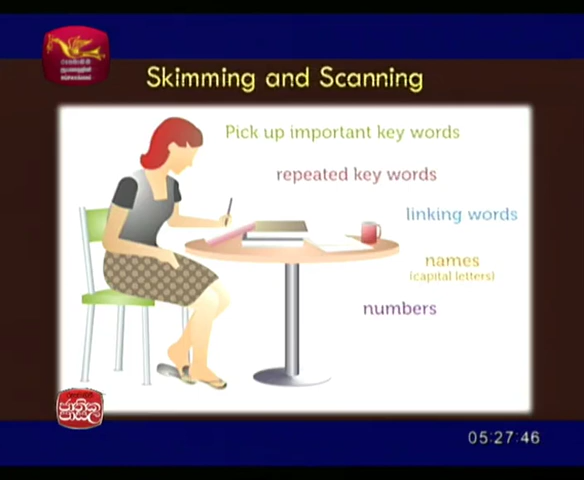 Skimming and Scanning
Pick up important key words
repeated key words
linking words
names
(capital letters)
numbers
05:27:46